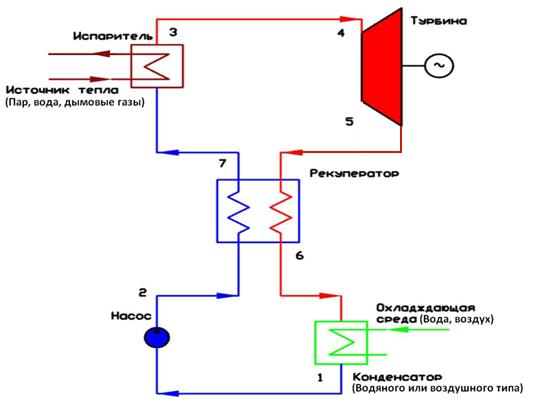 Испаритель
3
4
Турбина
Источник тепла
(Пар, вода, дымовые газы)
~
5
7
Рекуператор
6
2
Насос
Охлаждающая
среда (Вода, воздух)
1
Конденсатор
(Водяного или воздушного типа)